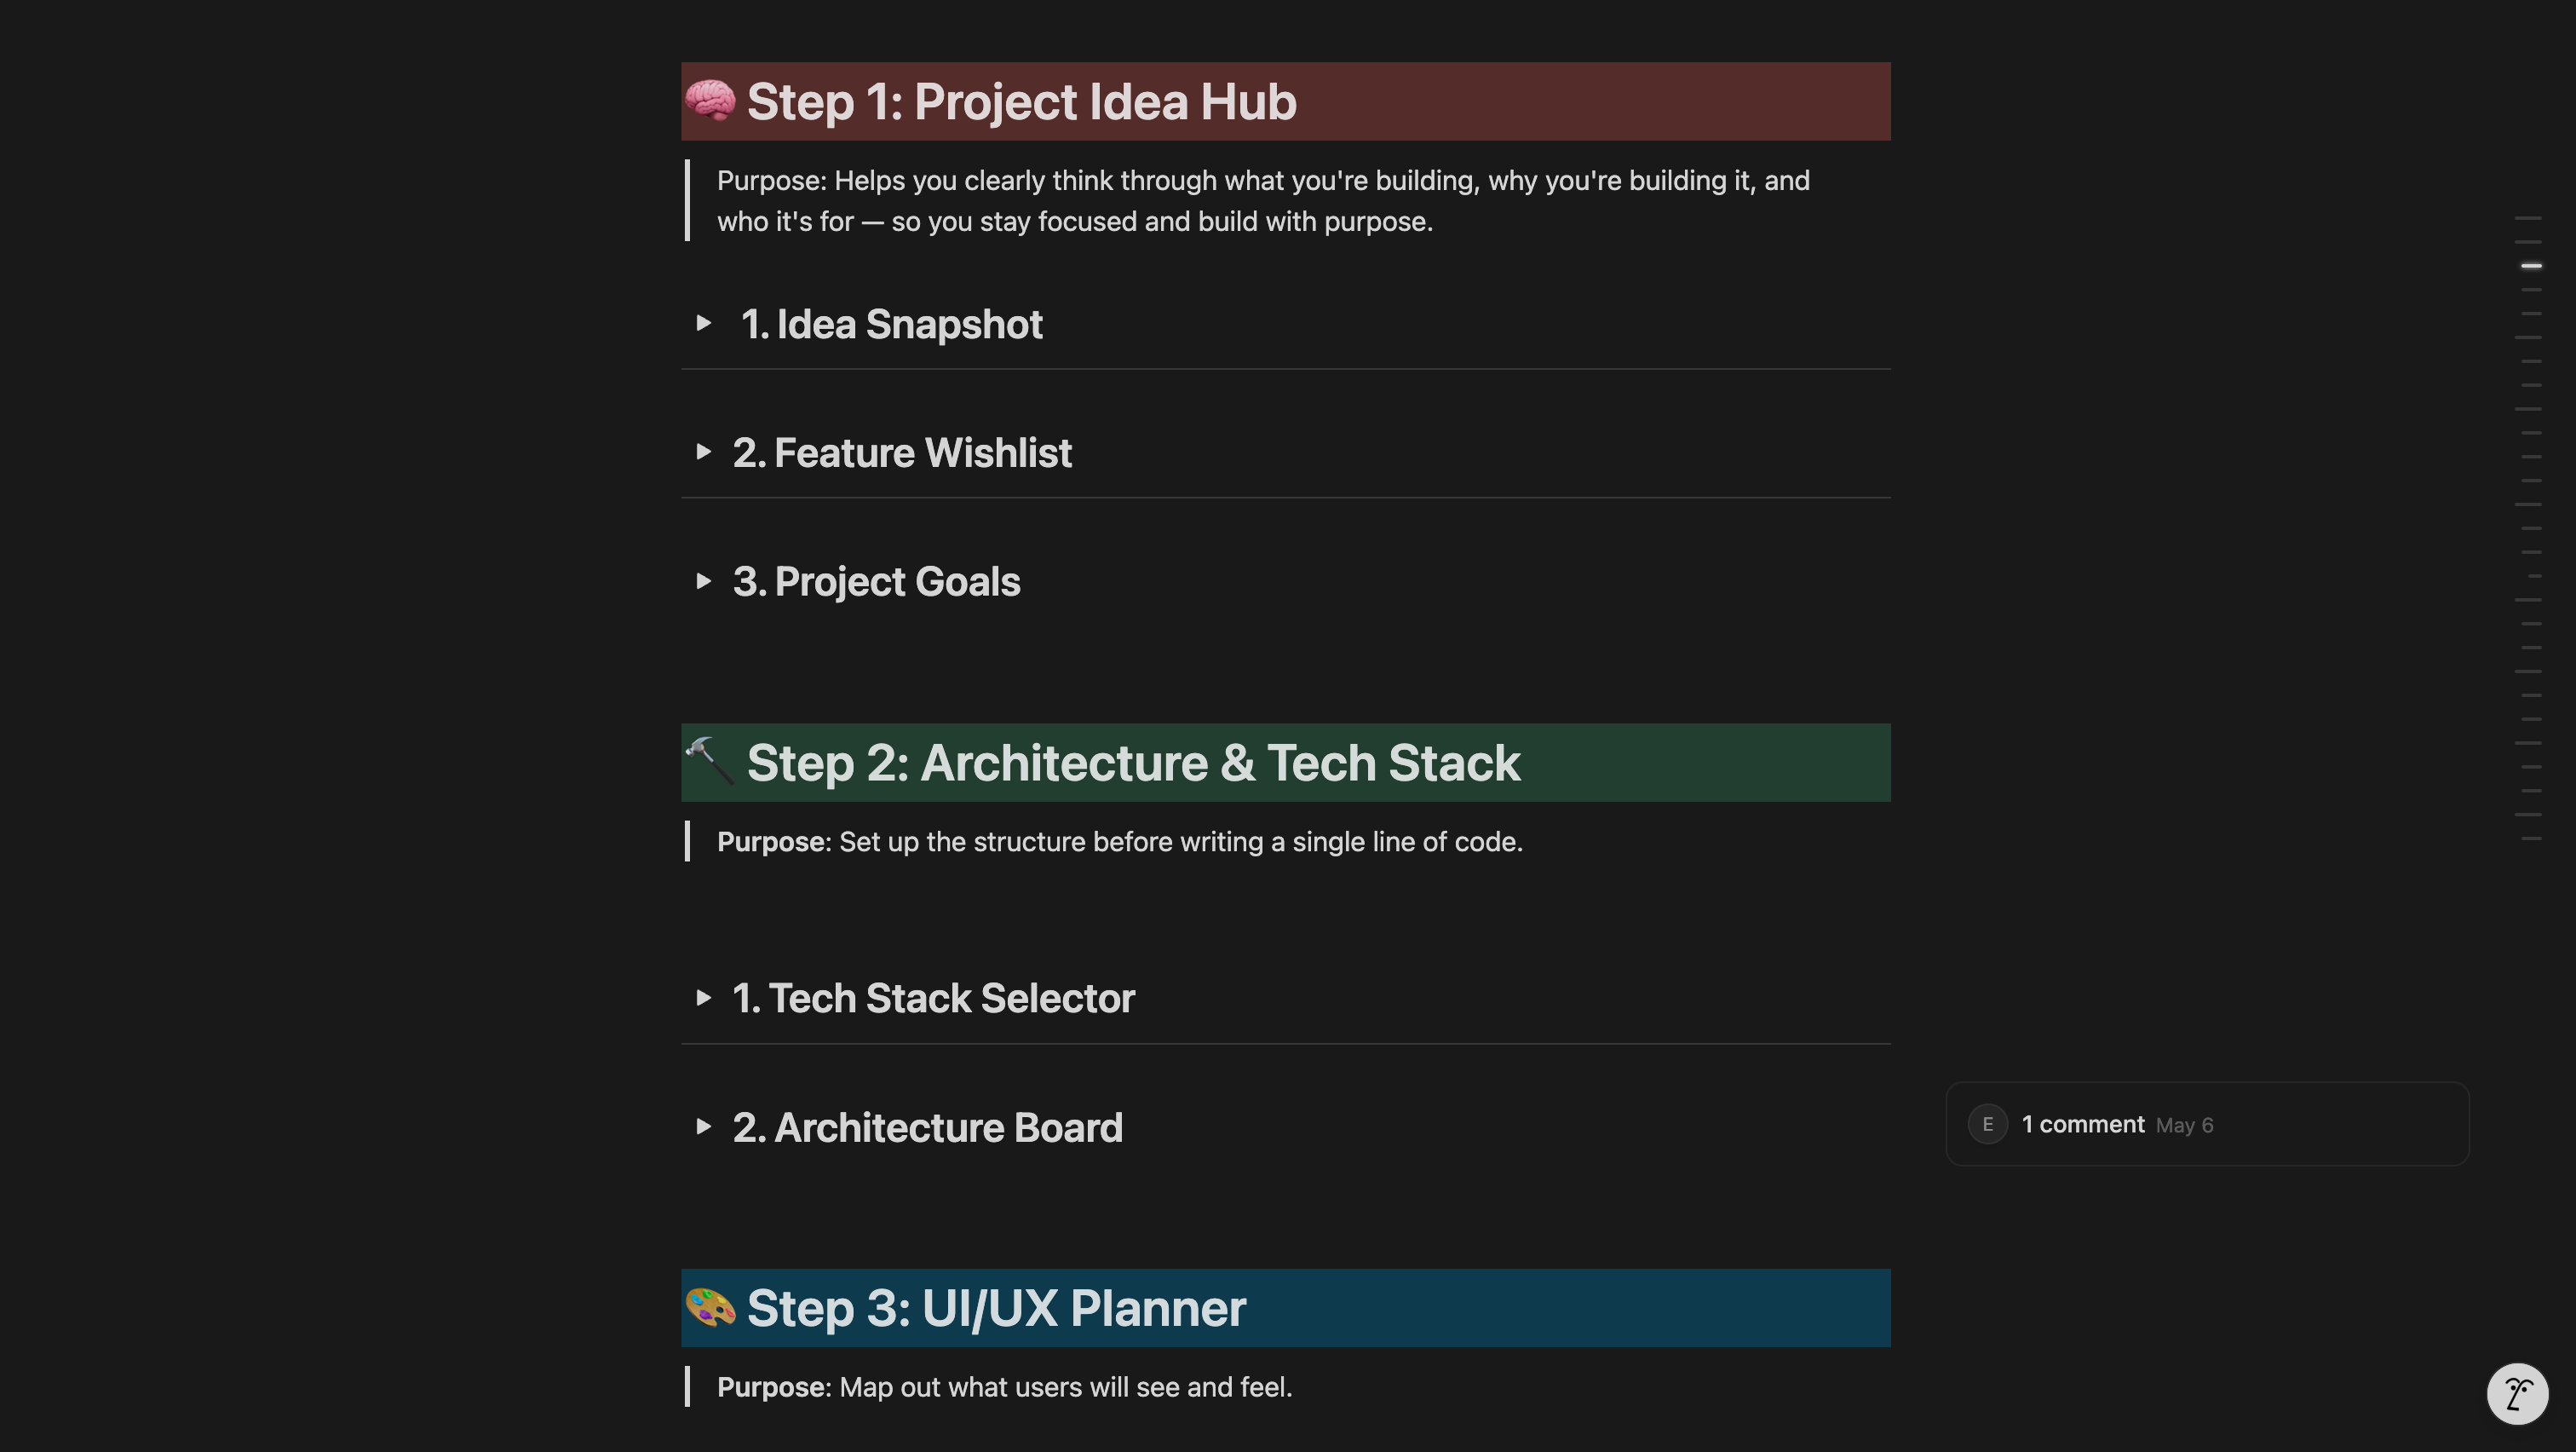 🧠 Step 1: Project Idea Hub
Purpose: Helps you clearly think through what you're building, why you're building it, and
who it's for — so you stay focused and build with purpose.
1. Idea Snapshot
2. Feature Wishlist
3. Project Goals
🔨 Step 2: Architecture & Tech Stack
Purpose: Set up the structure before writing a single line of code.
1. Tech Stack Selector
2. Architecture Board
E 1 comment May 6
🎨 Step 3: UI/UX Planner
Purpose: Map out what users will see and feel.